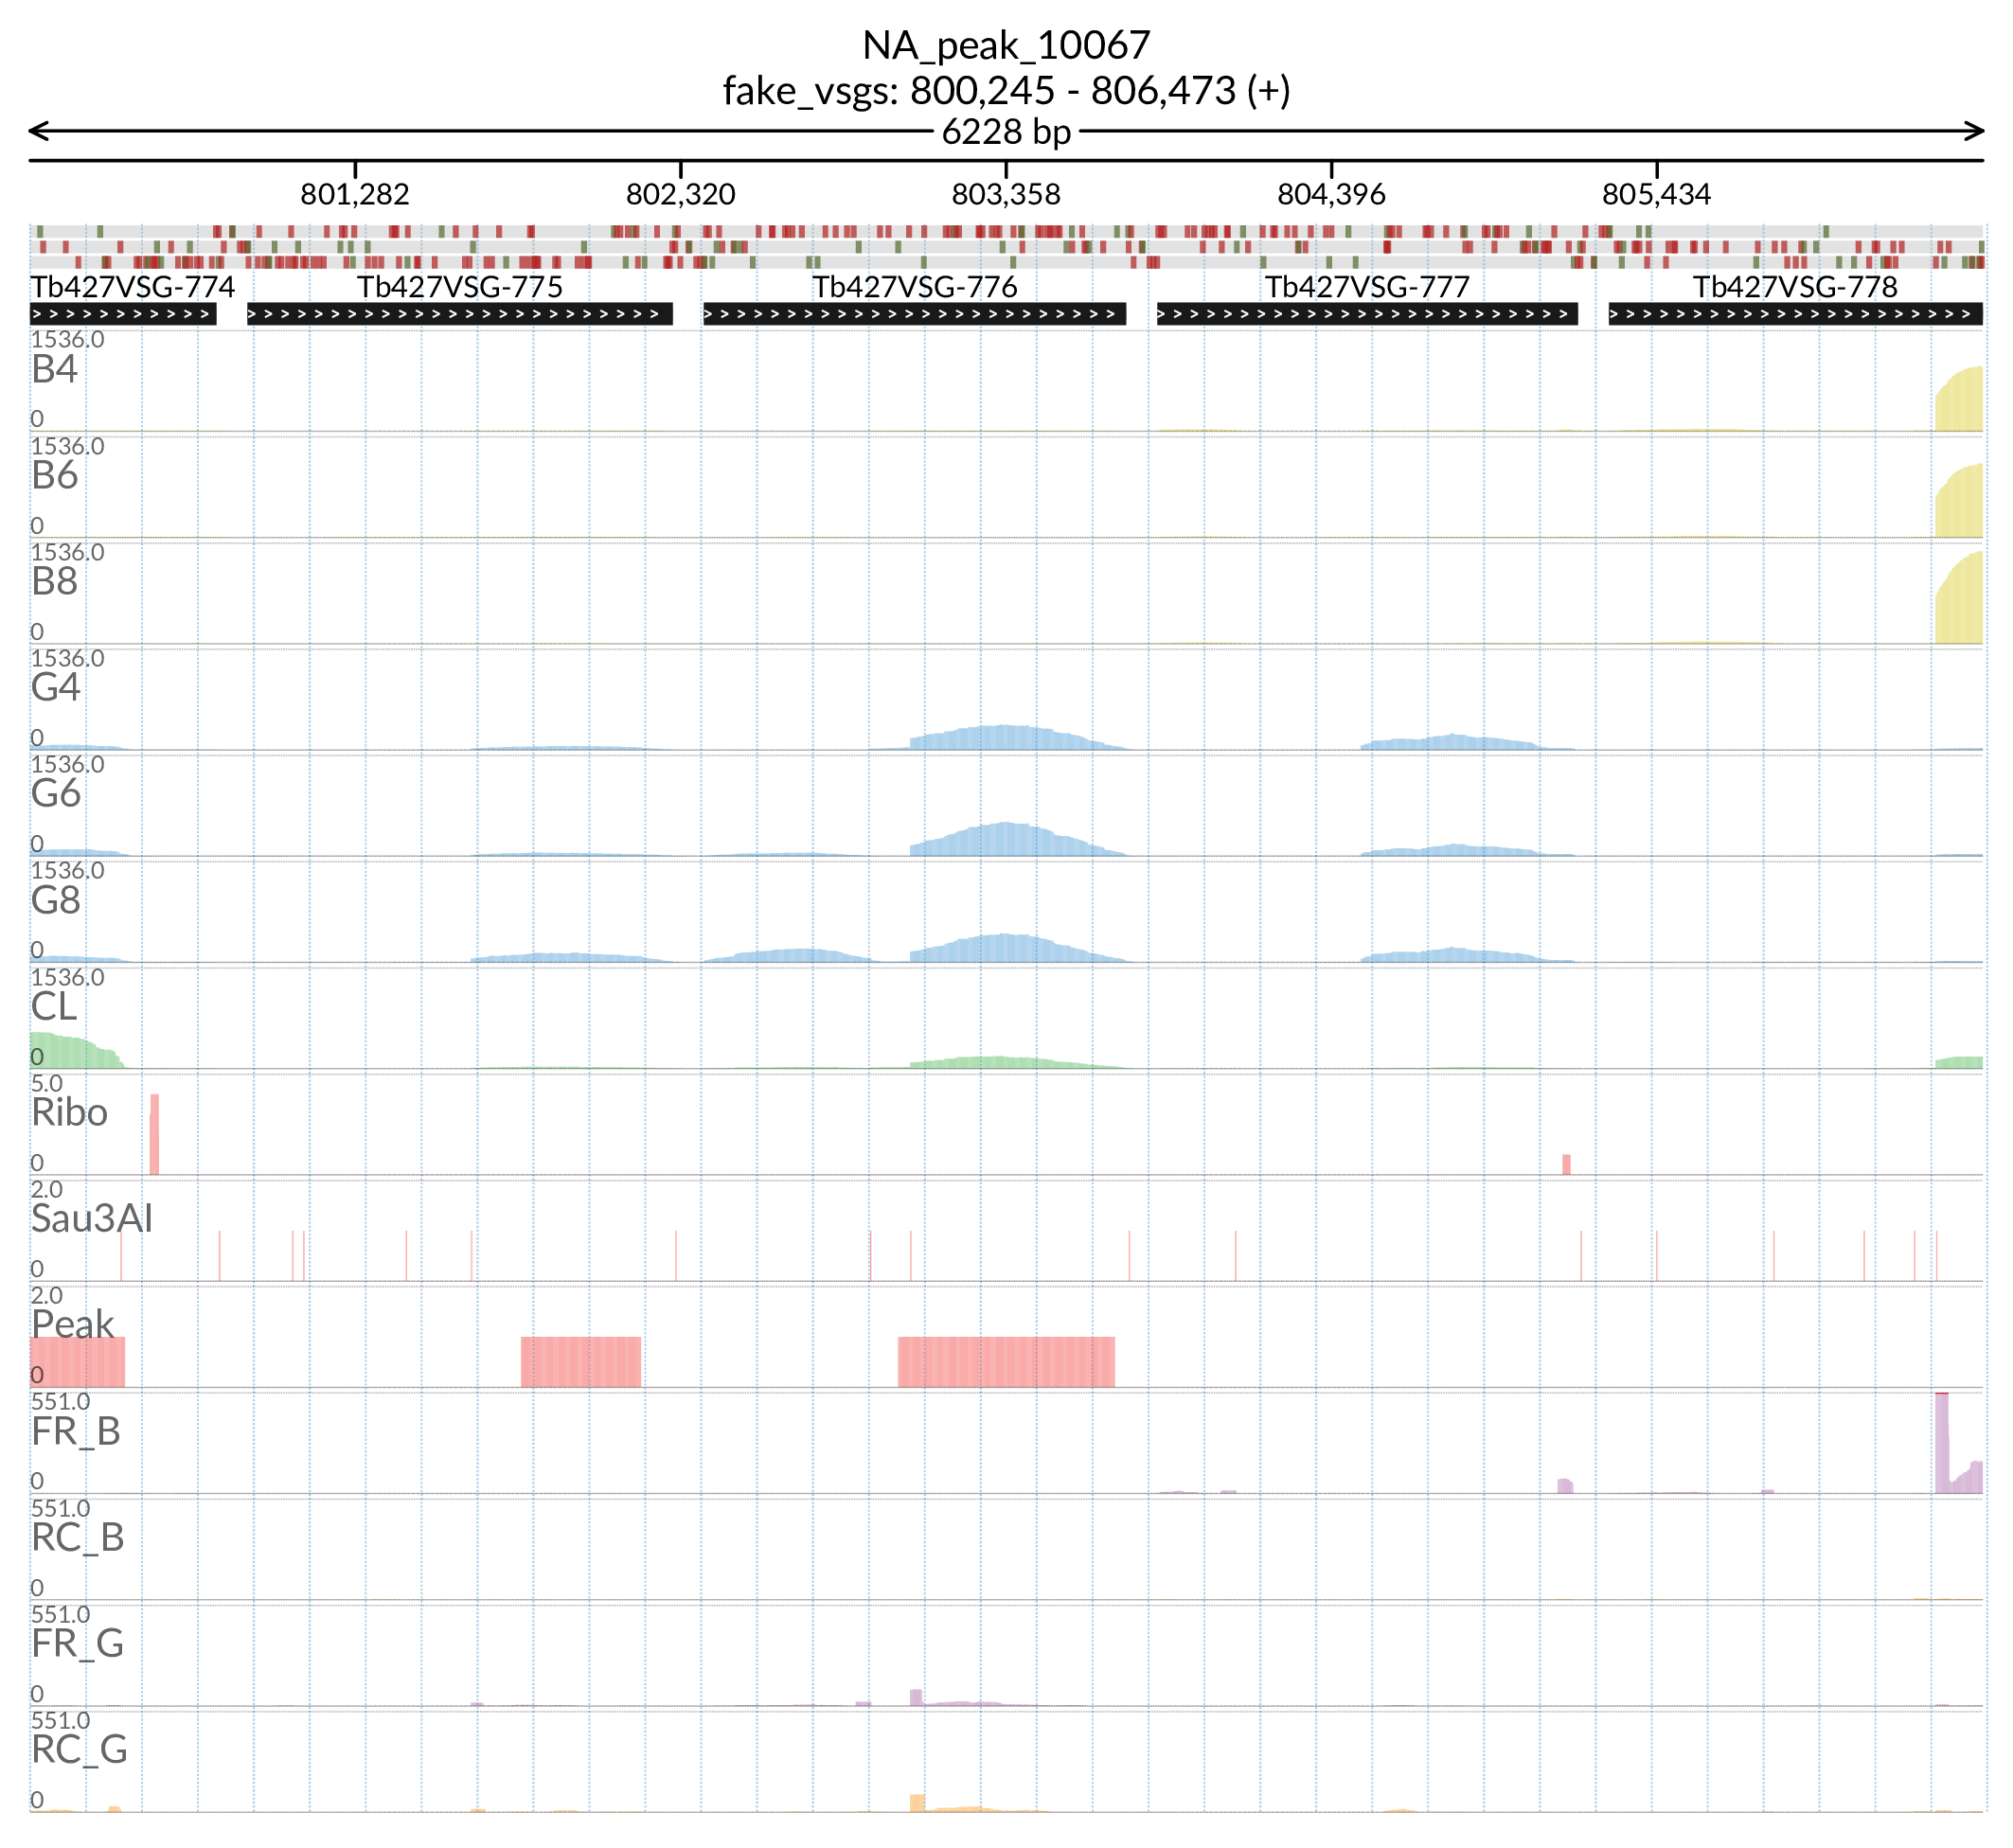 NA_peak_10067
fake_vsgs: 800,245 - 806,473 (+)
6228 bp
801,282 802,320 803,358 804,396 805,434
Tb427VSG-774 Tb427VSG-775 Tb427VSG-776 Tb427VSG-777 Tb427VSG-778
1536.0
B4
0
1536.0
B6
0
1536.0
B8
0
1536.0
G4
0
1536.0
G6
0
1536.0
G8
0
1536.0
CL
0
5.0
Ribo
0
2.0
Sau3AI
0
2.0
Peak
0
551.0
FR_B
0
551.0
RC_B
0
551.0
FR_G
0
551.0
RC_G
0